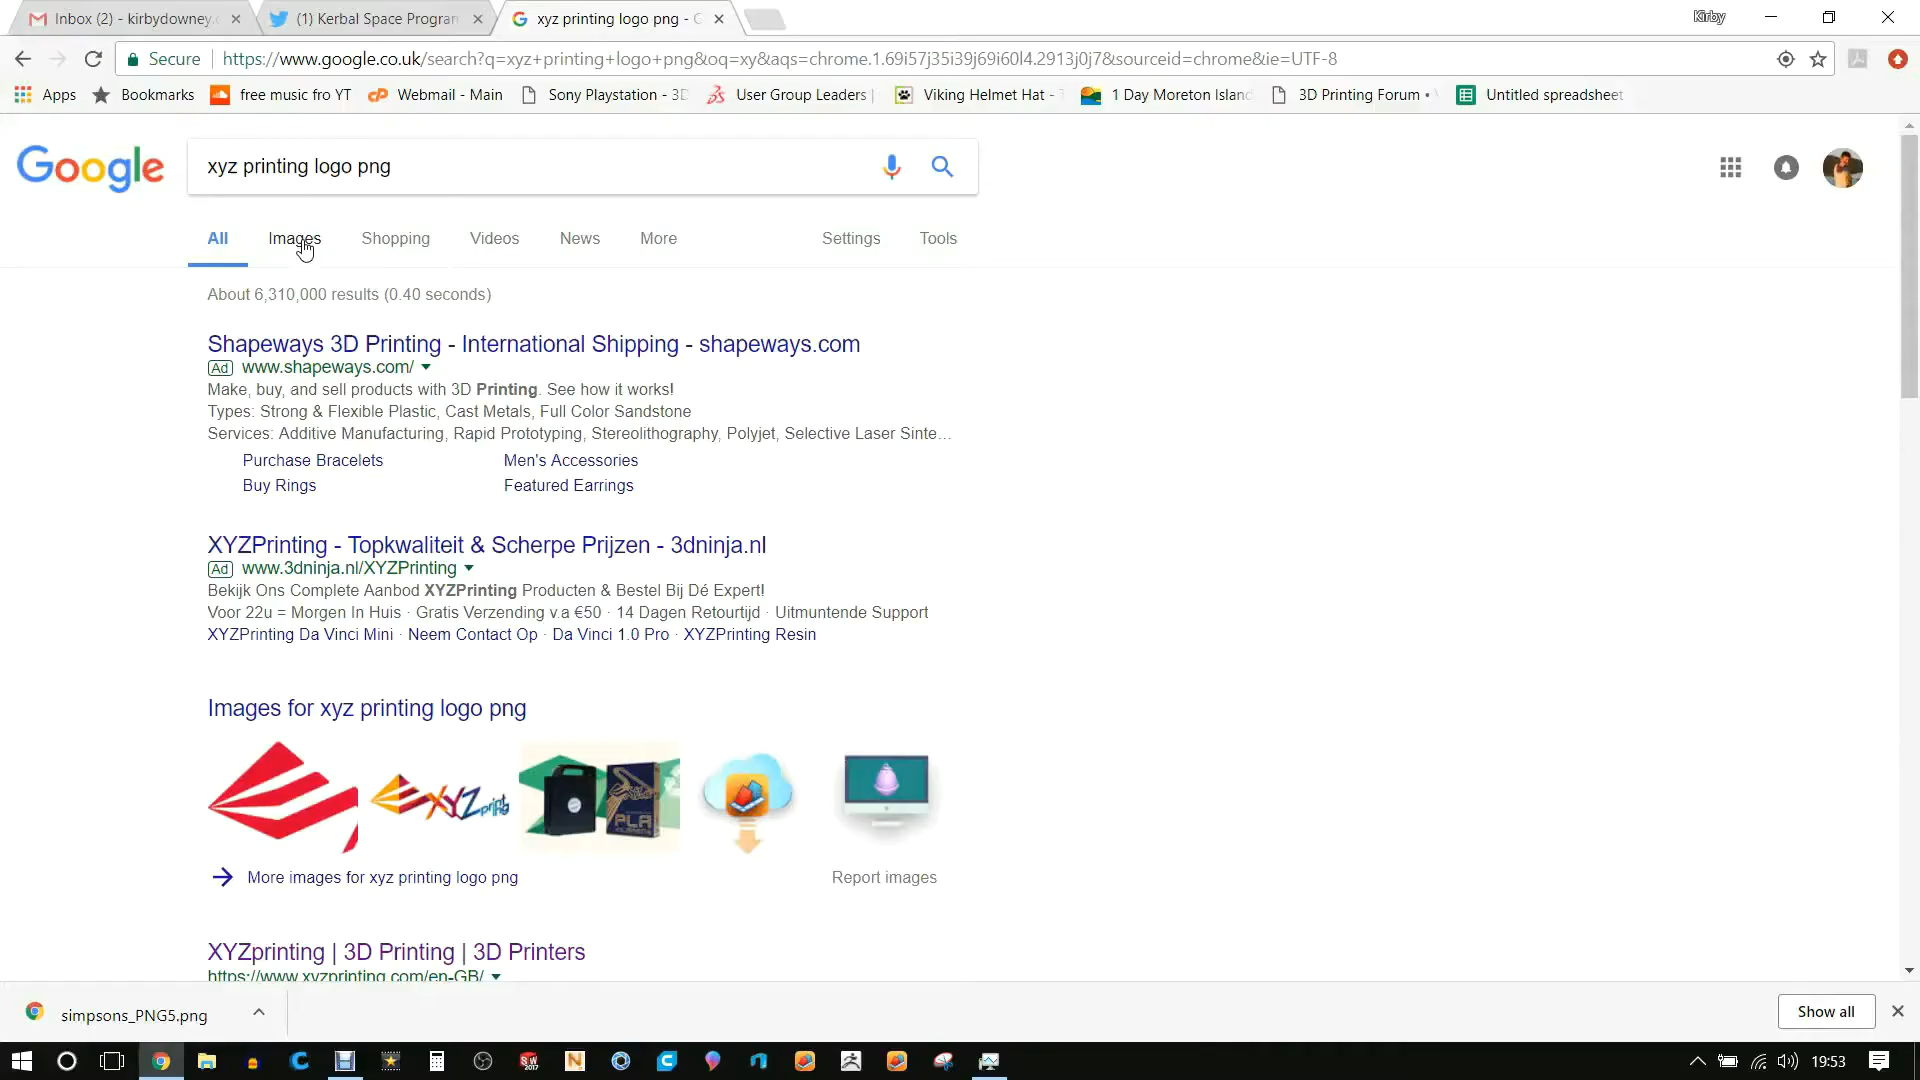 Inbox (2) - kirbydowney.
(1) Kerbal Space Program
xyz printing logo png - G
Kirby
Secure
https://www.google.co.uk/search?q=xyz+printing+logo+png&oq=xy&aqs=chrome.1.69i57j35i39j69i60l4.2913j0j7&sourceid=chrome&ie=UTF-8
Apps
Bookmarks
free music fro YT
Webmail - Main
Sony Playstation - 3D
User Group Leaders |
Viking Helmet Hat -
1 Day Moreton Island
3D Printing Forum •
Untitled spreadsheet
Google
xyz printing logo png
All
Images
Shopping
Videos
News
More
Settings
Tools
About 6,310,000 results (0.40 seconds)
Shapeways 3D Printing - International Shipping - shapeways.com
Ad www.shapeways.com/
Make, buy, and sell products with 3D Printing. See how it works!
Types: Strong & Flexible Plastic, Cast Metals, Full Color Sandstone
Services: Additive Manufacturing, Rapid Prototyping, Stereolithography, Polyjet, Selective Laser Sinte...
Purchase Bracelets
Men's Accessories
Buy Rings
Featured Earrings
XYZPrinting - Topkwaliteit & Scherpe Prijzen - 3dninja.nl
Ad www.3dninja.nl/XYZPrinting
Bekijk Ons Complete Aanbod XYZPrinting Producten & Bestel Bij Dé Expert!
Voor 22u = Morgen In Huis · Gratis Verzending v.a €50 · 14 Dagen Retourtijd · Uitmuntende Support
XYZPrinting Da Vinci Mini · Neem Contact Op · Da Vinci 1.0 Pro · XYZPrinting Resin
Images for xyz printing logo png
XYZprinting
PLA
More images for xyz printing logo png
Report images
XYZprinting | 3D Printing | 3D Printers
https://www.xyzprinting.com/en-GB/
simpsons_PNG5.png
Show all
SW
2017
N
19:53